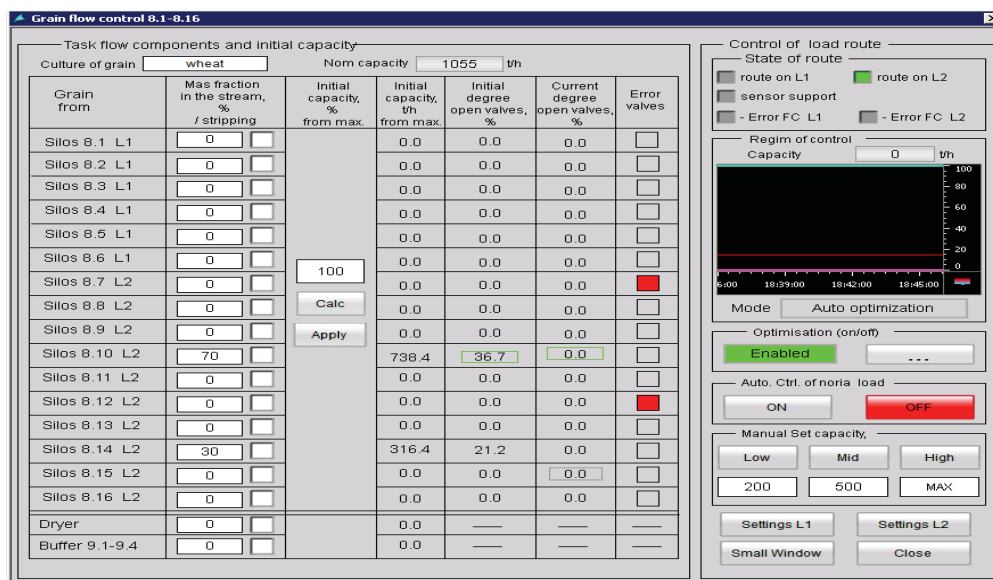 Grain flow control 8.1-8.16
Task flow components and initial capacity
Culture of grain wheat Nom capacity 1055 t/h
Grain from
Mas fraction in the stream, % / stripping
Initial capacity, % from max.
Initial capacity, t/h from max.
Initial degree open valves, %
Current degree open valves, %
Error valves
Silos 8.1 L1 0 0.0 0.0 0.0
Silos 8.2 L1 0 0.0 0.0 0.0
Silos 8.3 L1 0 0.0 0.0 0.0
Silos 8.4 L1 0 0.0 0.0 0.0
Silos 8.5 L1 0 0.0 0.0 0.0
Silos 8.6 L1 0 0.0 0.0 0.0
100
Silos 8.7 L2 0 0.0 0.0 0.0
Silos 8.8 L2 0 Calc 0.0 0.0 0.0
Silos 8.9 L2 0 Apply 0.0 0.0 0.0
Silos 8.10 L2 70 738.4 36.7 0.0
Silos 8.11 L2 0 0.0 0.0 0.0
Silos 8.12 L2 0 0.0 0.0 0.0
Silos 8.13 L2 0 0.0 0.0 0.0
Silos 8.14 L2 30 316.4 21.2 0.0
Silos 8.15 L2 0 0.0 0.0 0.0
Silos 8.16 L2 0 0.0 0.0 0.0
Dryer 0 0.0 — — —
Buffer 9.1-9.4 0 0.0 — — —
Control of load route
State of route
route on L1 route on L2
sensor support
- Error FC L1 - Error FC L2
Regim of control
Capacity 0 t/h
100
80
60
40
20
0
6:00 18:39:00 18:42:00 18:45:00
Mode Auto optimization
Optimisation (on/off)
Enabled ...
Auto. Ctrl. of noria load
ON OFF
Manual Set capacity,
Low Mid High
200 500 MAX
Settings L1 Settings L2
Small Window Close